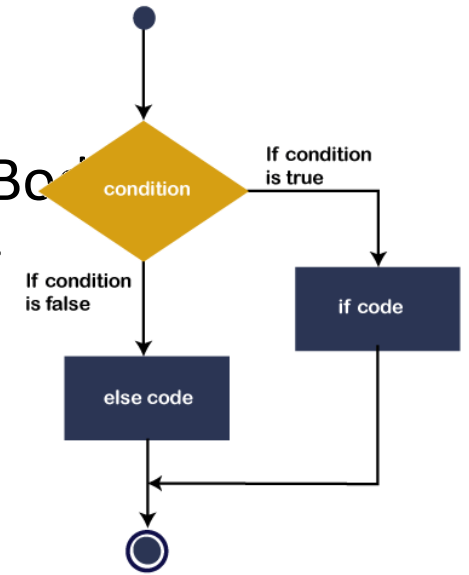 If condition
is true
condition
If condition
is false
if code
else code